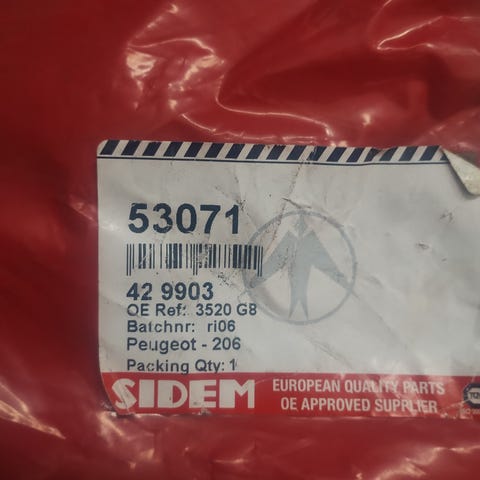 53071
42 9903
OE Ref: 3520 G8
Batchnr: ri06
Peugeot - 206
Packing Qty: 1
SIDEM
EUROPEAN QUALITY PARTS
OE APPROVED SUPPLIER